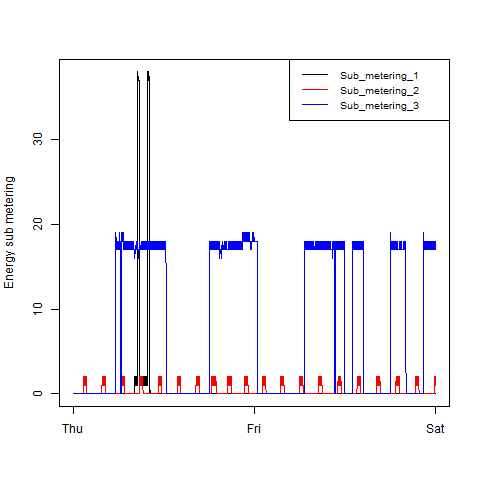 Sub_metering_1
Sub_metering_2
Sub_metering_3
Energy sub metering
30
20
10
0
Thu Fri Sat